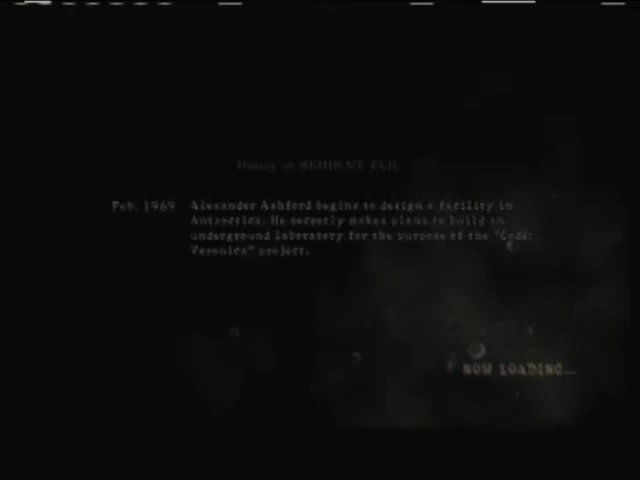 History of RESIDENT EVIL
Feb. 1969 Alexander Ashford begins to design a facility in
Antarctica. He secretly makes plans to build an
underground laboratory for the purpose of the "Code:
Veronica" project.
NOW LOADING...